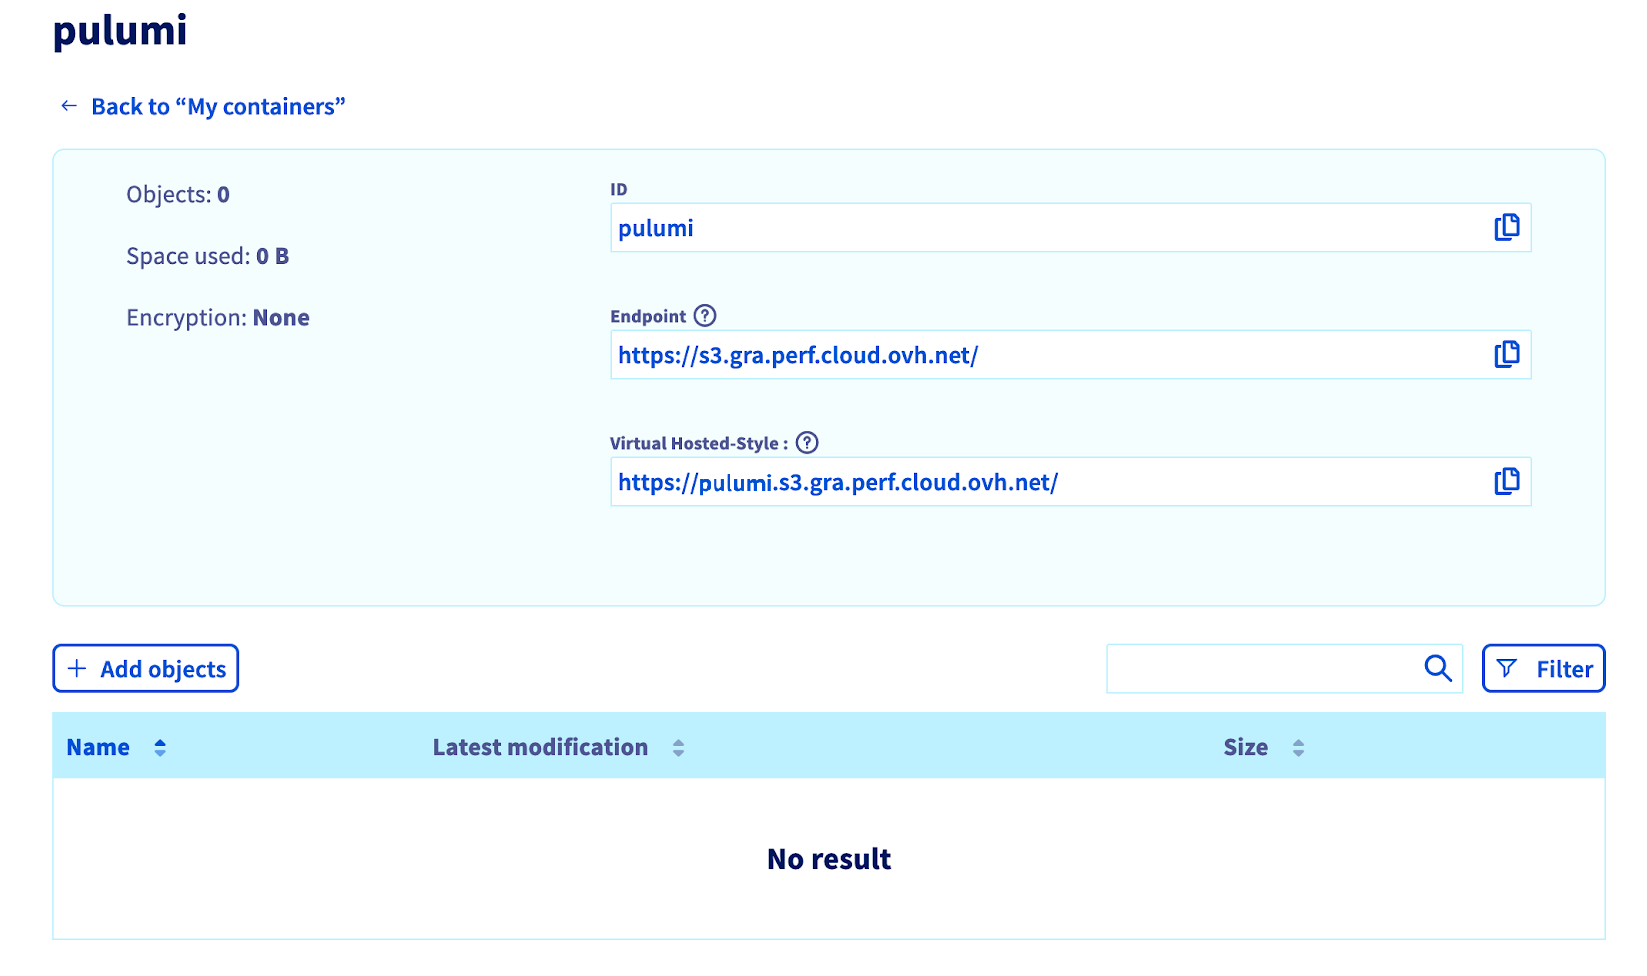 pulumi
← Back to “My containers”
Objects: 0
Space used: 0 B
Encryption: None
ID
pulumi
Endpoint ?
https://s3.gra.perf.cloud.ovh.net/
Virtual Hosted-Style : ?
https://pulumi.s3.gra.perf.cloud.ovh.net/
+ Add objects
Filter
Name Latest modification Size
No result